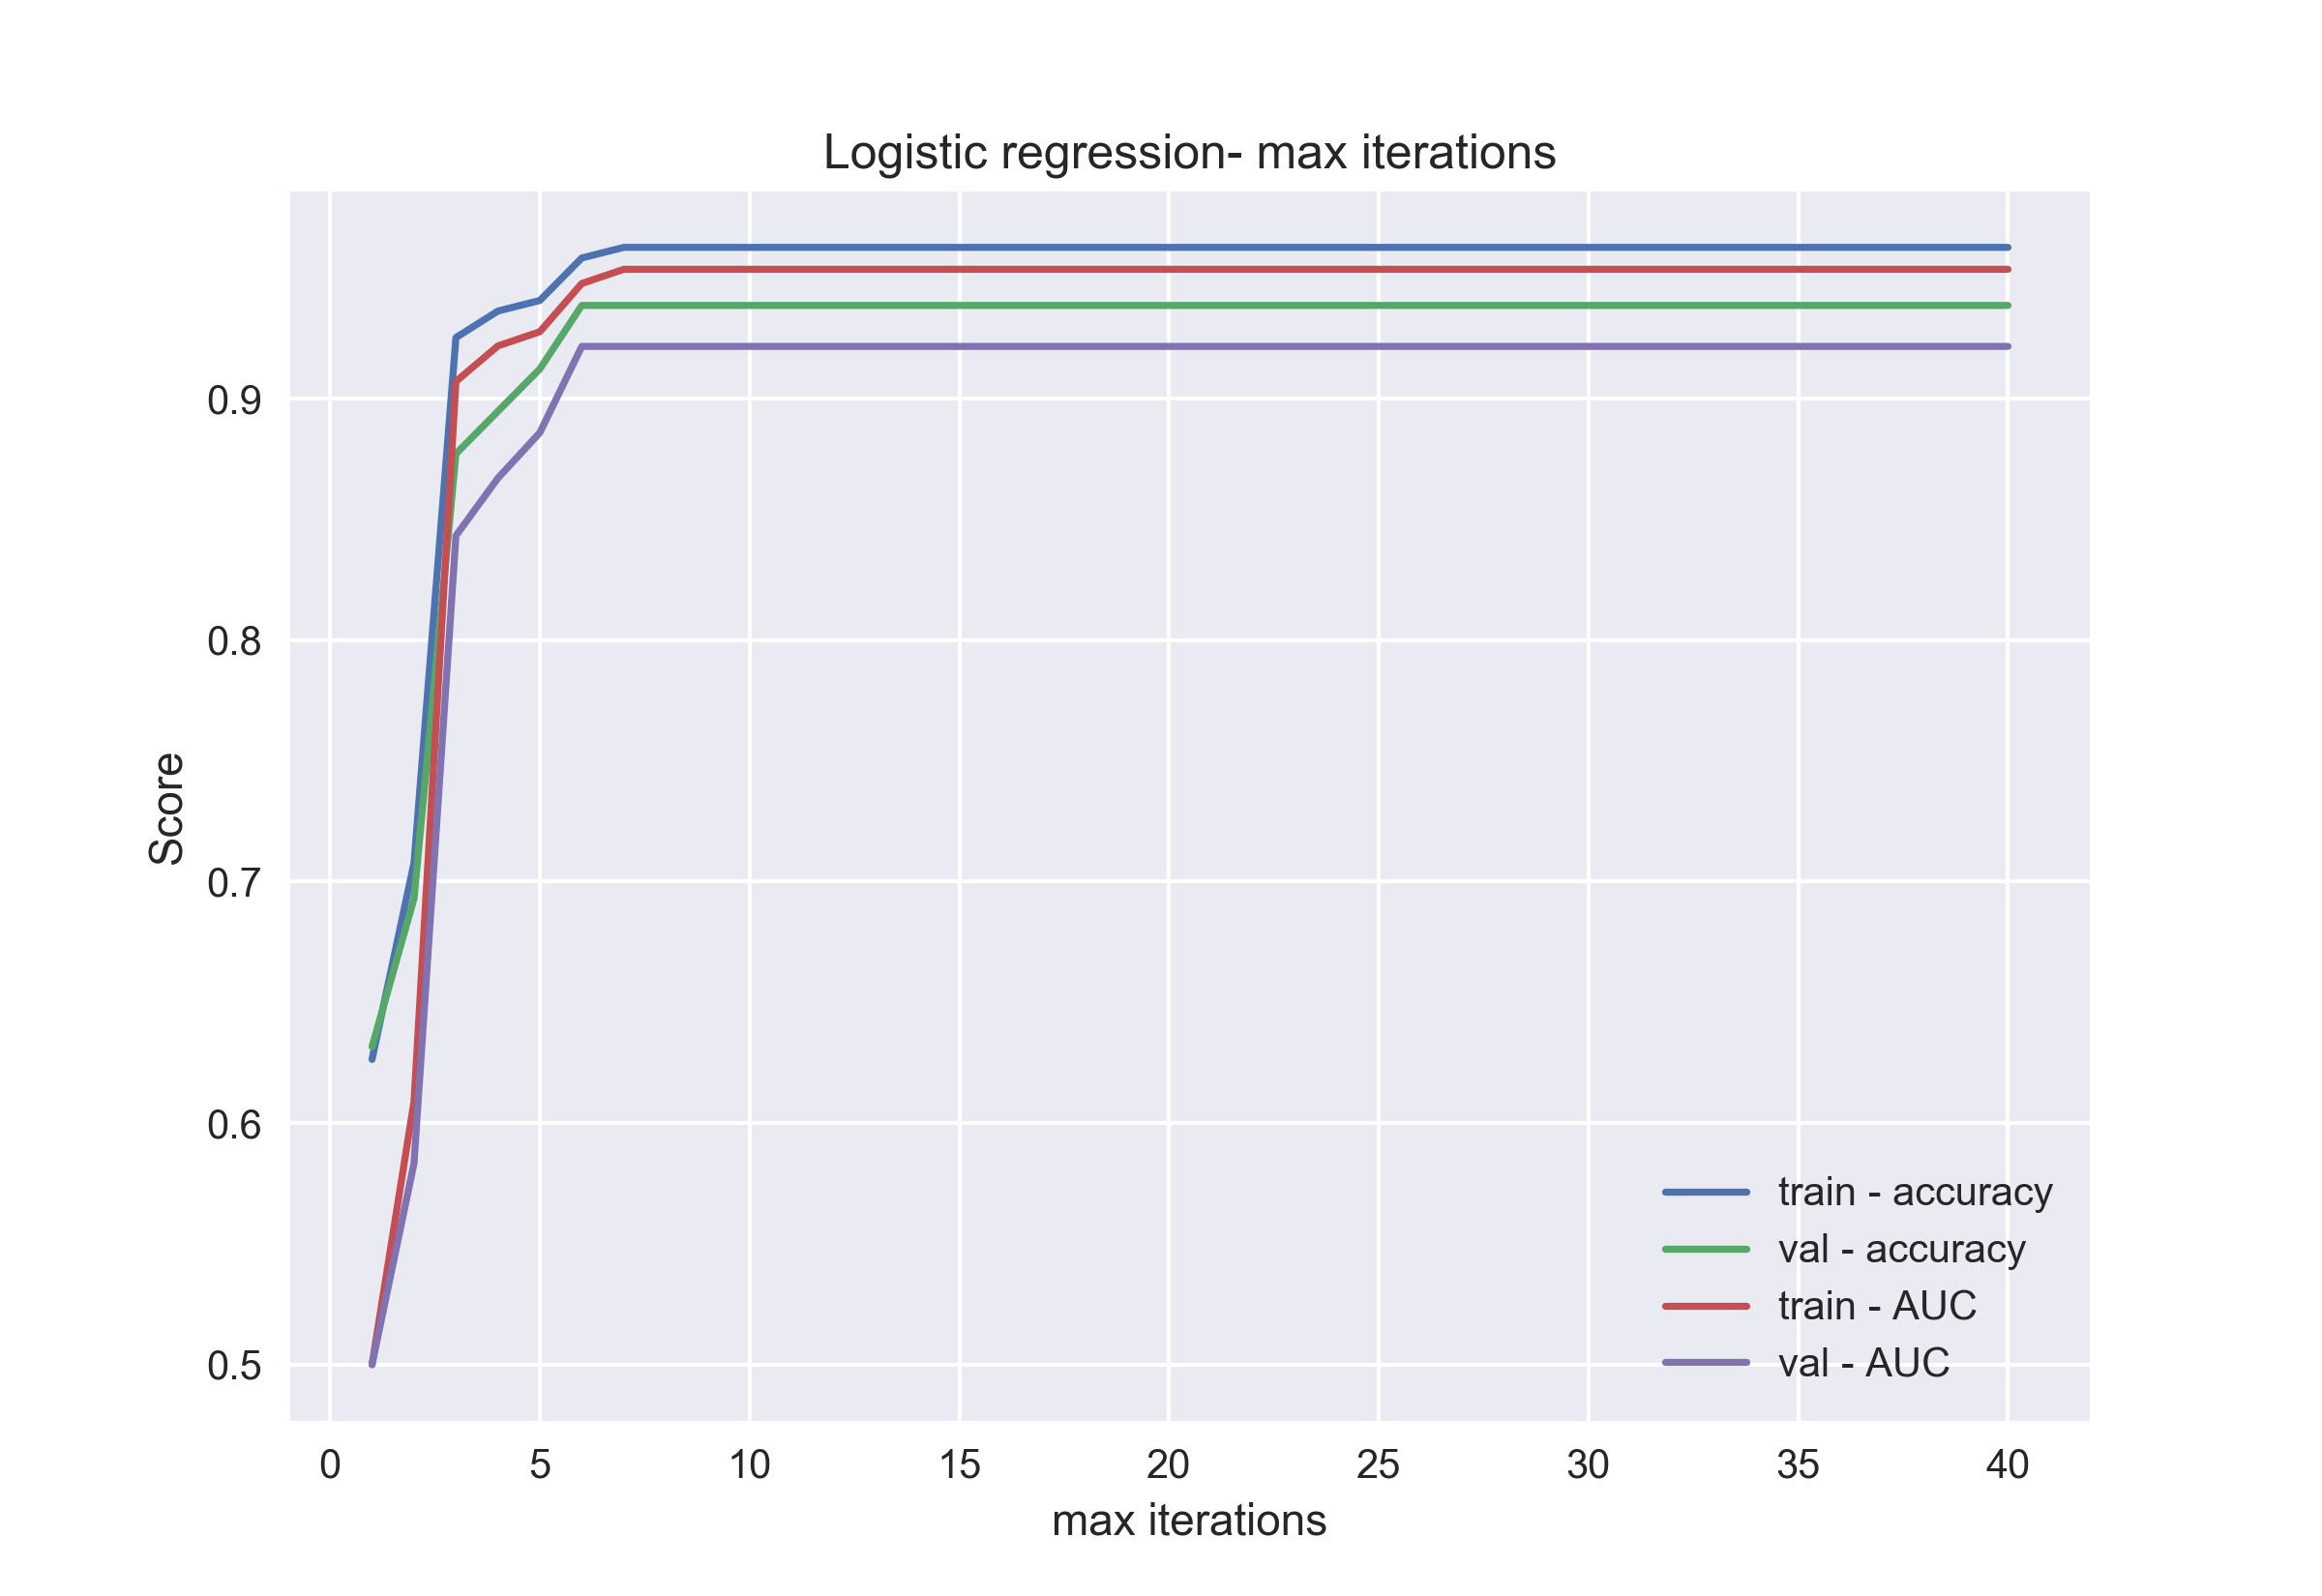 Logistic regression- max iterations
Score
0.9
0.8
0.7
0.6
0.5
train - accuracy
val - accuracy
train - AUC
val - AUC
0 5 10 15 20 25 30 35 40
max iterations